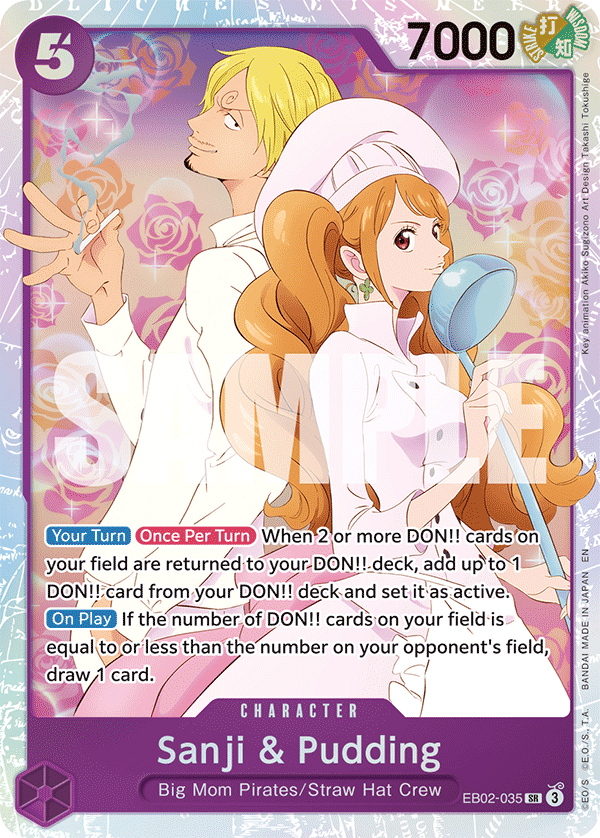 5
7000
STRIKE 打
知 WISDOM
Key animation Akiko Sugizono Art Design Takashi Tokushige
SAMPLE
Your Turn Once Per Turn When 2 or more DON!! cards on
your field are returned to your DON!! deck, add up to 1
DON!! card from your DON!! deck and set it as active.
On Play If the number of DON!! cards on your field is
equal to or less than the number on your opponent's field,
draw 1 card.
©EO/S ©E.O./S., T.A. BANDAI MADE IN JAPAN EN
CHARACTER
Sanji & Pudding
Big Mom Pirates/Straw Hat Crew
EB02-035 SR 3